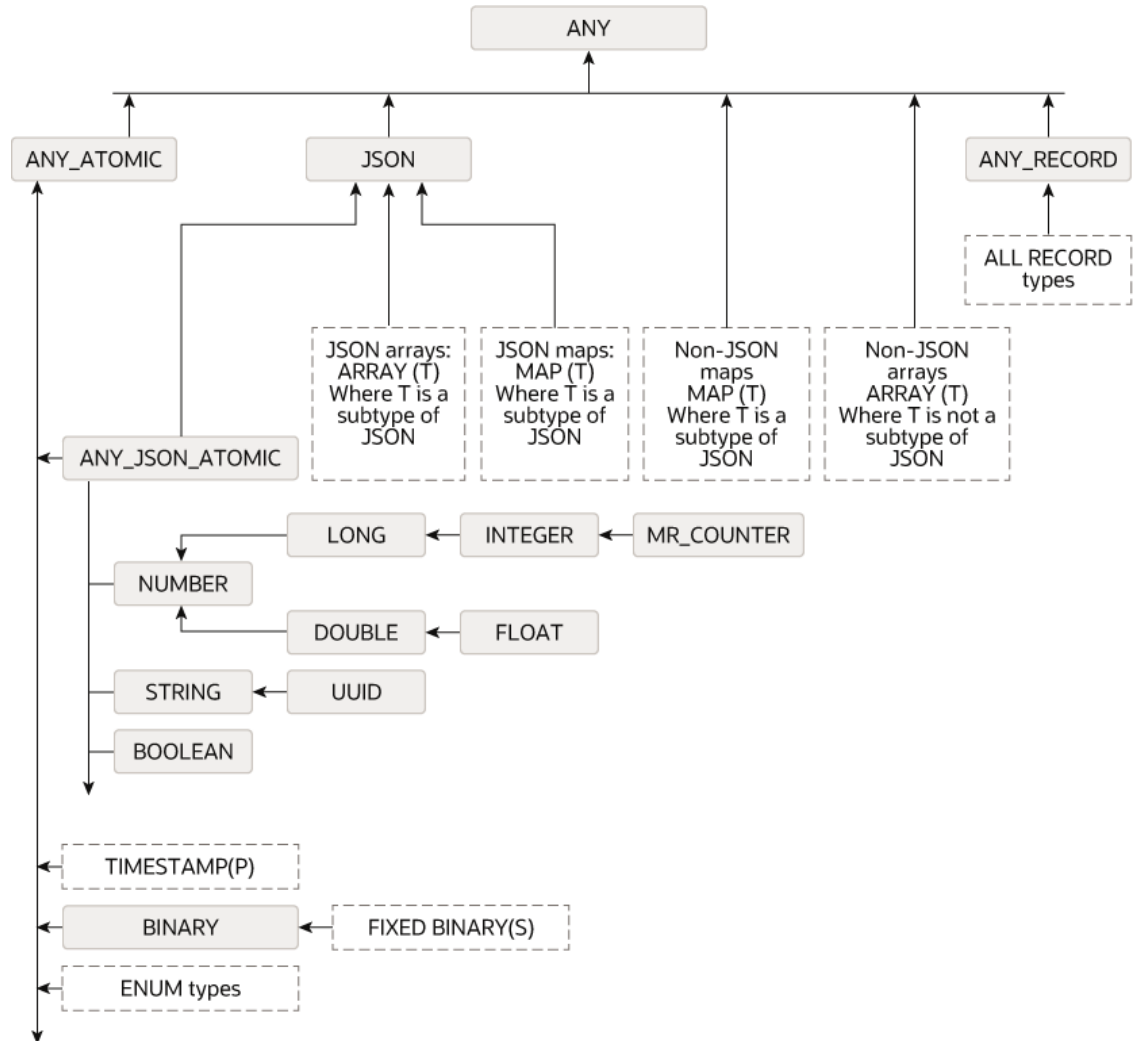 ANY
ANY_ATOMIC
JSON
ANY_RECORD
ALL RECORD
types
JSON arrays:
ARRAY (T)
Where T is a
subtype of
JSON
JSON maps:
MAP (T)
Where T is a
subtype of
JSON
Non-JSON
maps
MAP (T)
Where T is a
subtype of
JSON
Non-JSON
arrays
ARRAY (T)
Where T is not a
subtype of
JSON
ANY_JSON_ATOMIC
LONG
INTEGER
MR_COUNTER
NUMBER
DOUBLE
FLOAT
STRING
UUID
BOOLEAN
TIMESTAMP(P)
BINARY
FIXED BINARY(S)
ENUM types